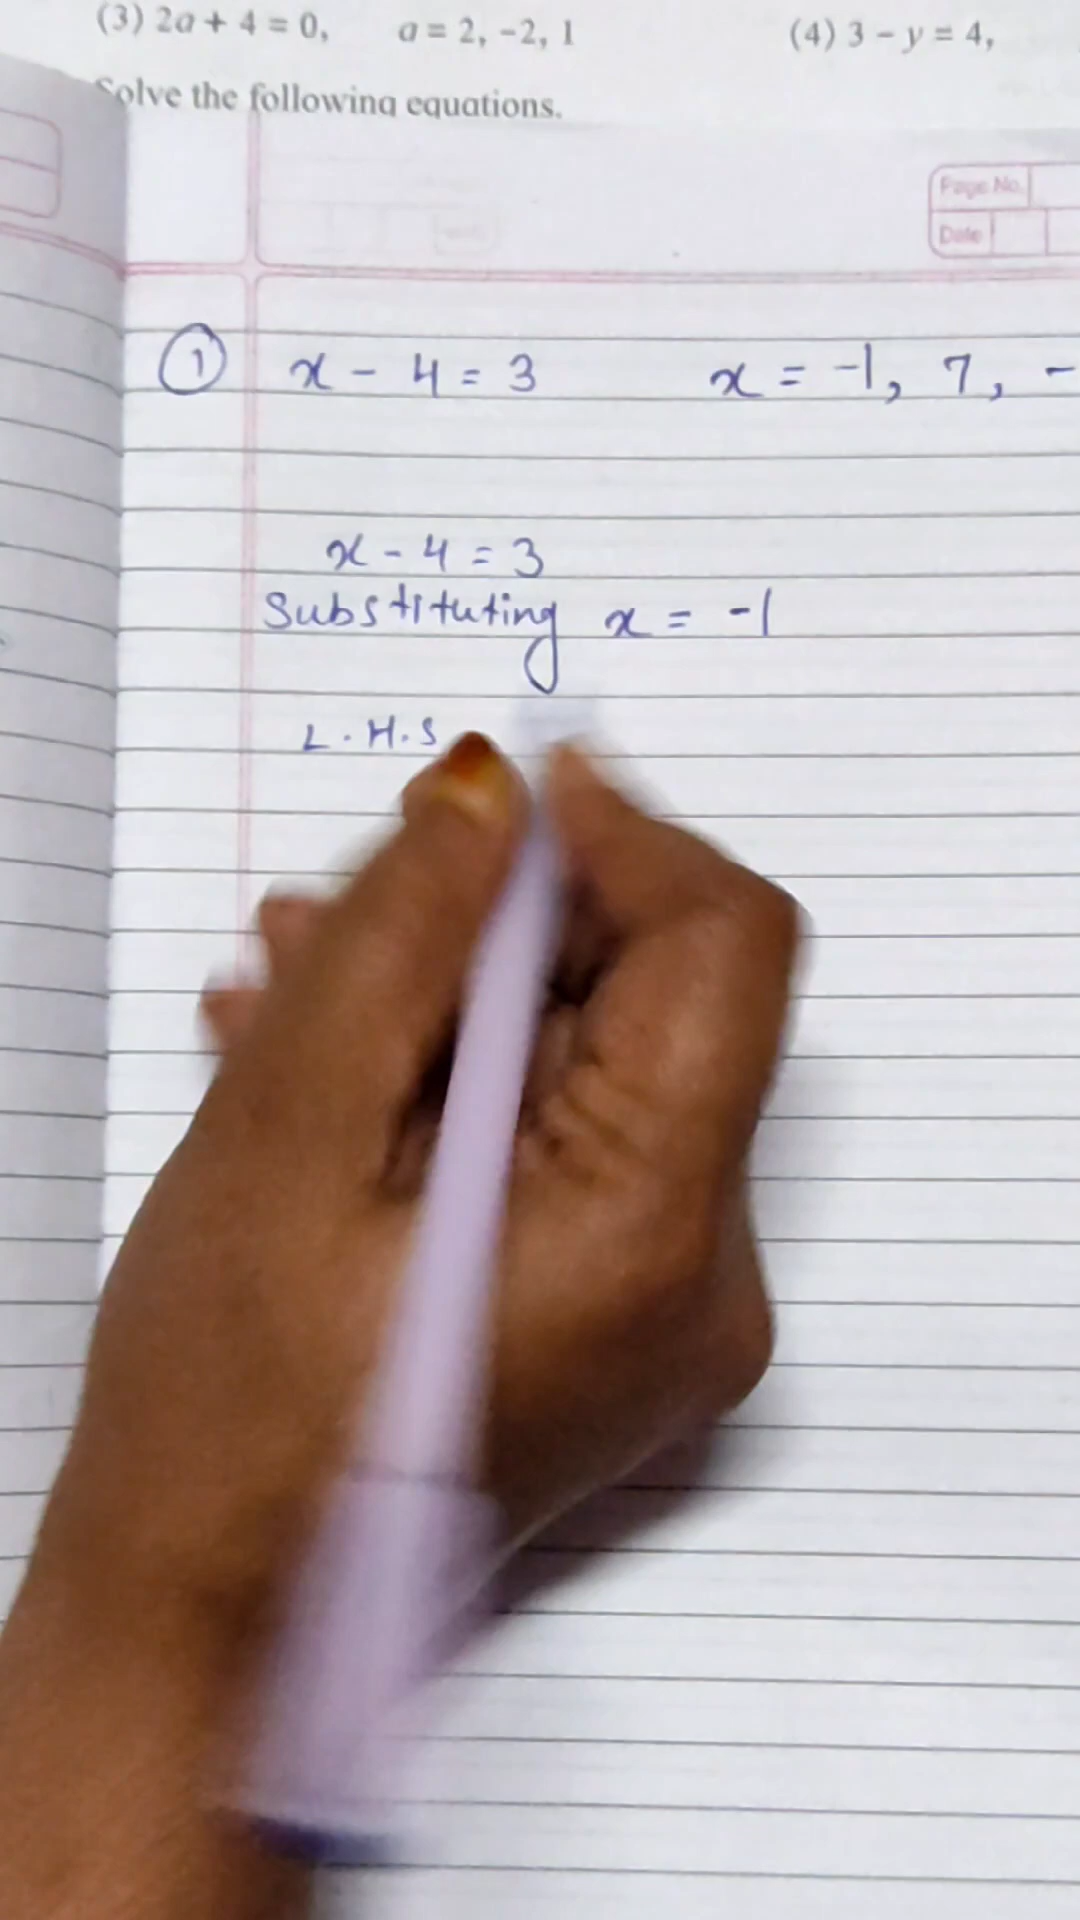 (3) 2a + 4 = 0, a = 2, −2, 1 (4) 3 − y = 4,
Solve the following equations.
Page No.
Date
① x - 4 = 3 x = -1, 7, -
x - 4 = 3
Substituting x = -1
L.H.S